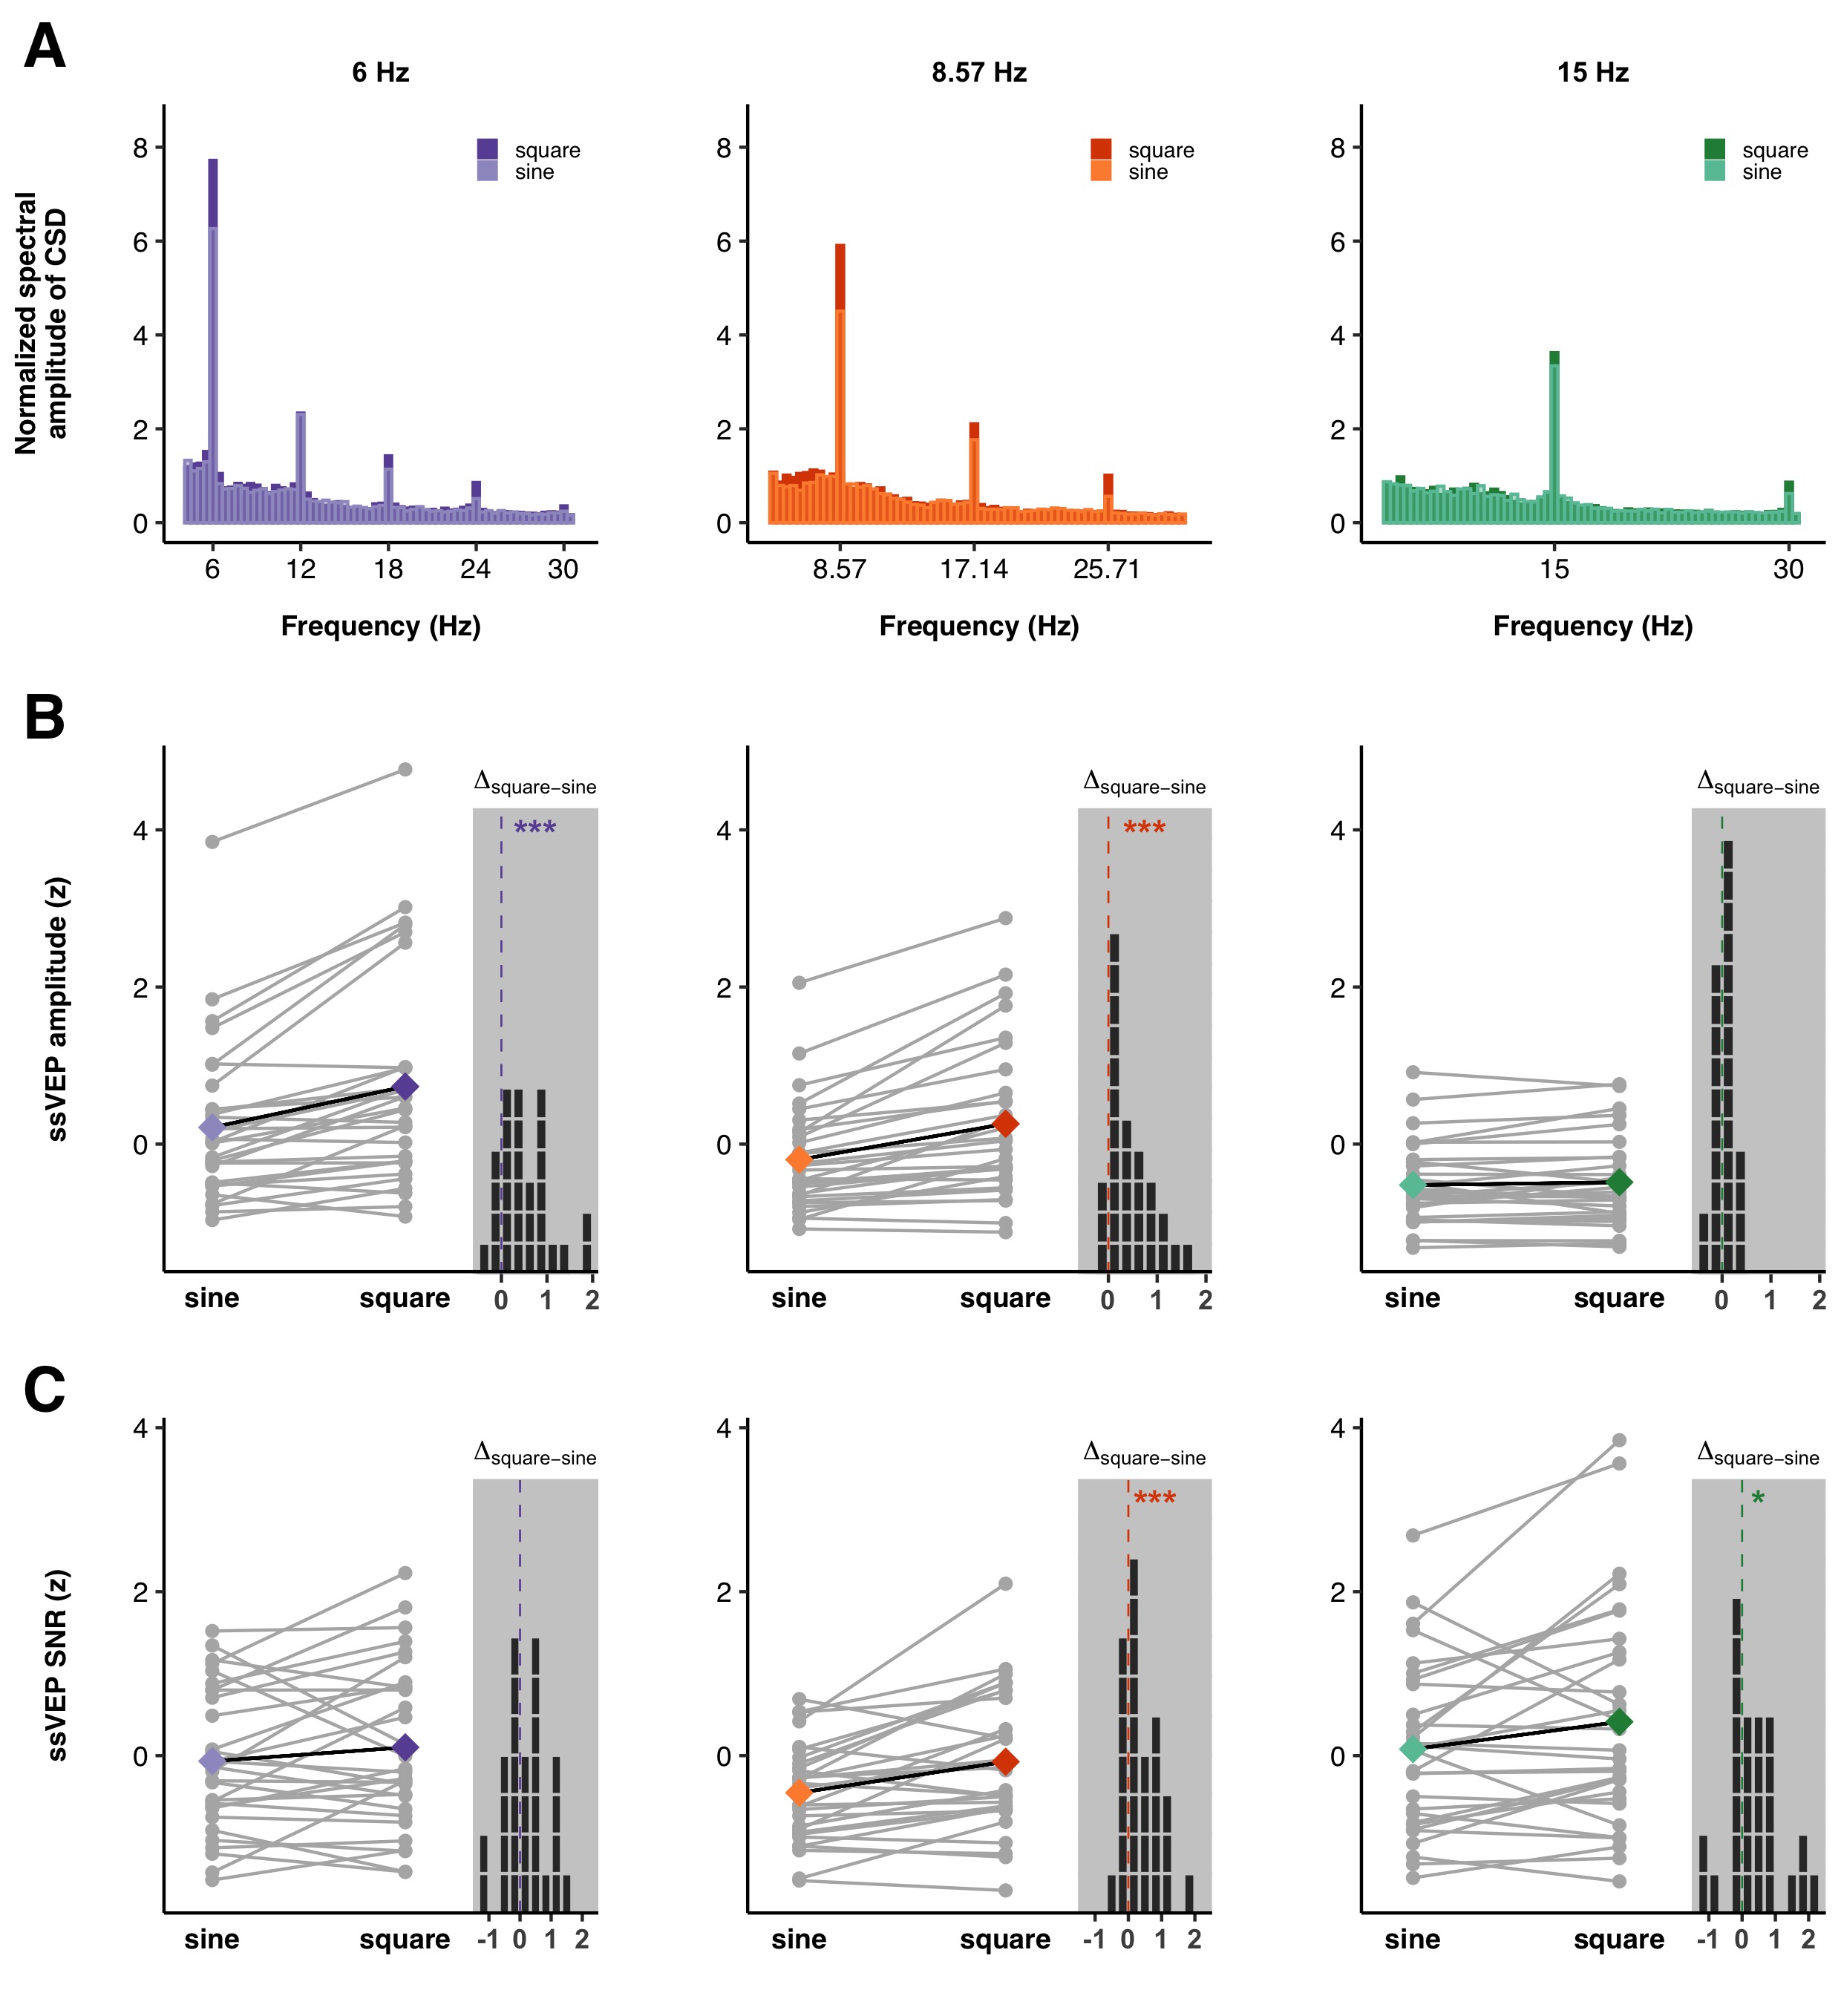 A
6 Hz
8.57 Hz
15 Hz
Normalized spectral
amplitude of CSD
8
6
4
2
0
square
sine
6 12 18 24 30
Frequency (Hz)
8
6
4
2
0
square
sine
8.57 17.14 25.71
Frequency (Hz)
8
6
4
2
0
square
sine
15 30
Frequency (Hz)
B
ssVEP amplitude (z)
4
2
0
Δsquare−sine
***
sine square 0 1 2
4
2
0
Δsquare−sine
***
sine square 0 1 2
4
2
0
Δsquare−sine
sine square 0 1 2
C
ssVEP SNR (z)
4
2
0
Δsquare−sine
sine square -1 0 1 2
4
2
0
Δsquare−sine
***
sine square -1 0 1 2
4
2
0
Δsquare−sine
*
sine square -1 0 1 2